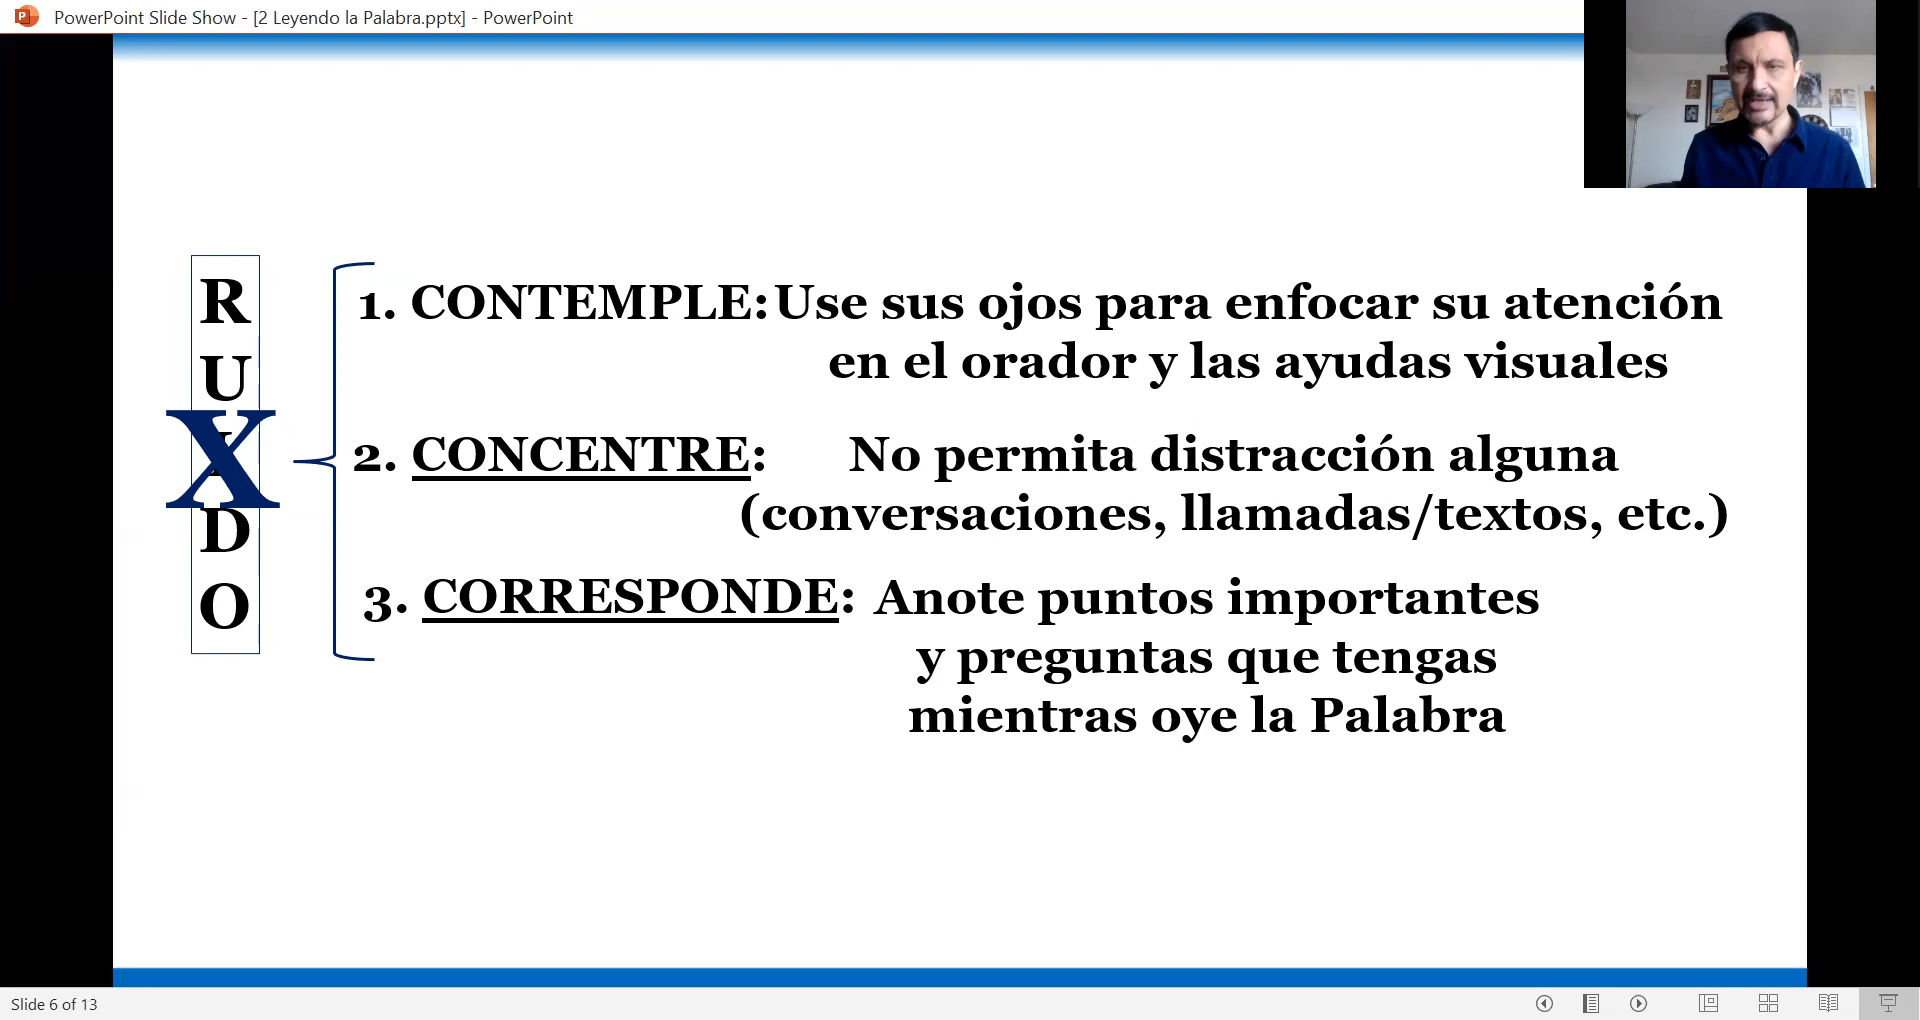 PowerPoint Slide Show - [2 Leyendo la Palabra.pptx] - PowerPoint
R
U
I
D
O
X
1. CONTEMPLE: Use sus ojos para enfocar su atención
en el orador y las ayudas visuales
2. CONCENTRE: No permita distracción alguna
(conversaciones, llamadas/textos, etc.)
3. CORRESPONDE: Anote puntos importantes
y preguntas que tengas
mientras oye la Palabra
Slide 6 of 13